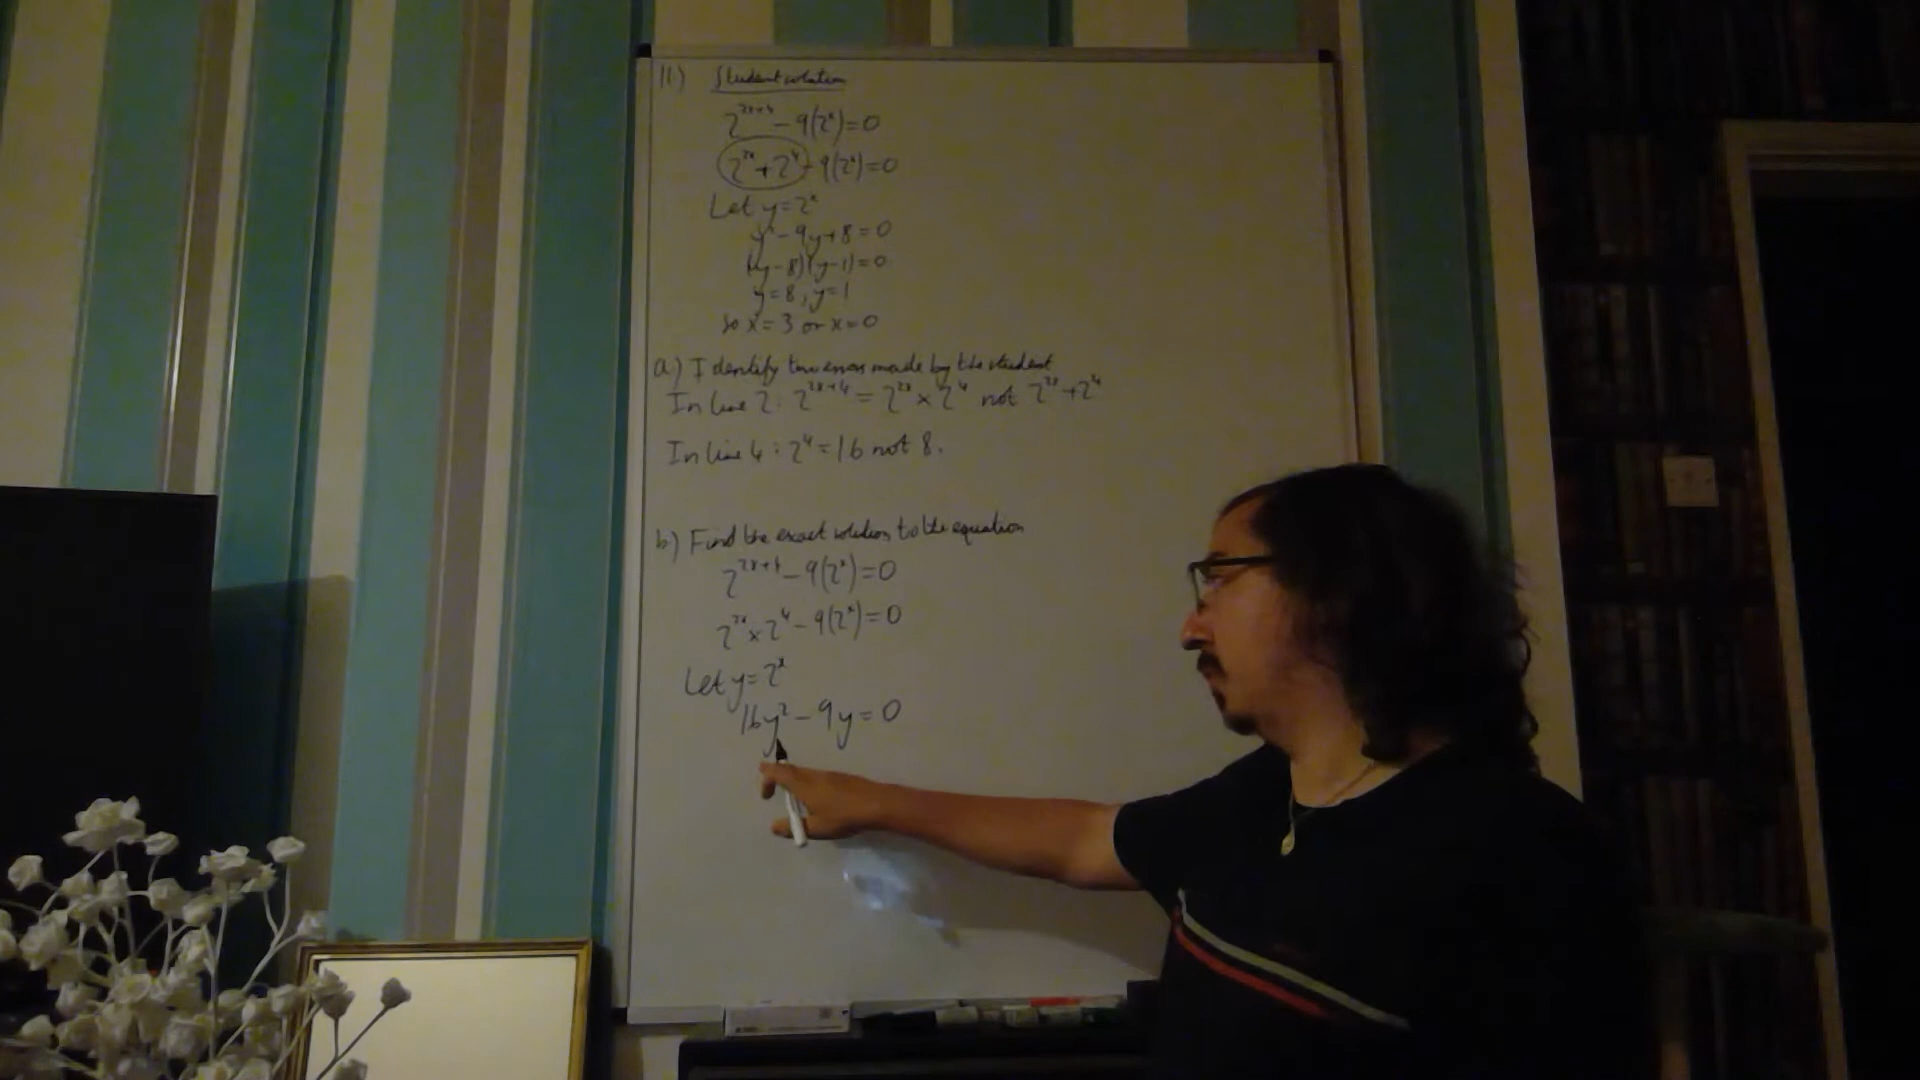 11.) Student solution
2^(2x+4) - 9(2^x) = 0
2^(2x) + 2^4 - 9(2^x) = 0
Let y = 2^x
y² - 9y + 8 = 0
(y - 8)(y - 1) = 0
y = 8, y = 1
So x = 3 or x = 0
a.) Identify two errors made by the student
In line 2: 2^(2x+4) = 2^(2x) × 2^4 not 2^(2x) + 2^4
In line 4: 2^4 = 16 not 8.
b.) Find the exact solution to the equation
2^(2x+4) - 9(2^x) = 0
2^(2x) × 2^4 - 9(2^x) = 0
Let y = 2^x
16y² - 9y = 0